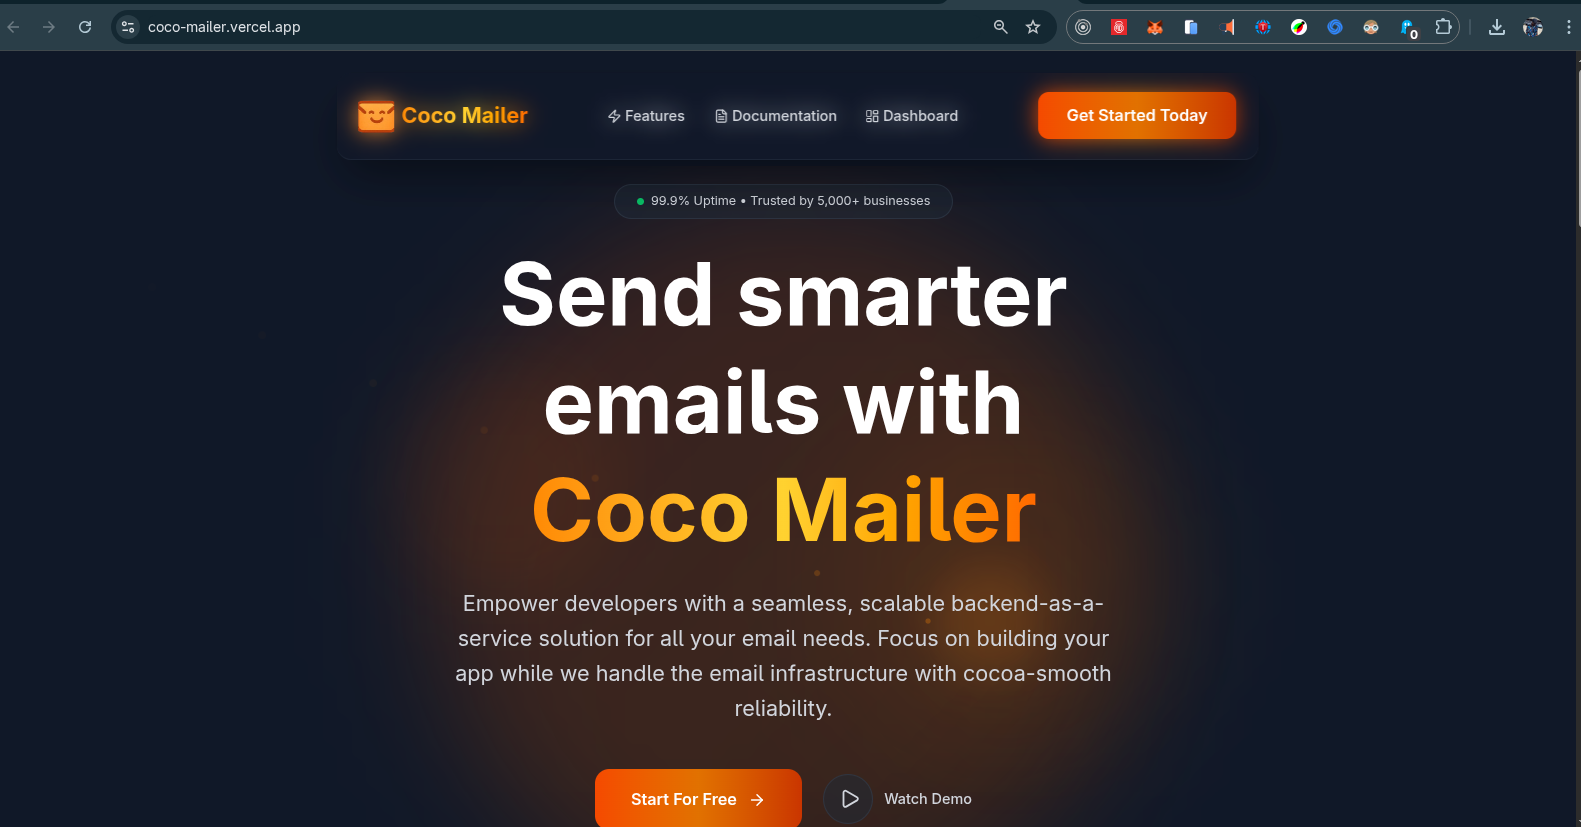 coco-mailer.vercel.app
0
Coco Mailer
Features
Documentation
Dashboard
Get Started Today
99.9% Uptime • Trusted by 5,000+ businesses
Send smarter
emails with
Coco Mailer
Empower developers with a seamless, scalable backend-as-a-
service solution for all your email needs. Focus on building your
app while we handle the email infrastructure with cocoa-smooth
reliability.
Start For Free
Watch Demo